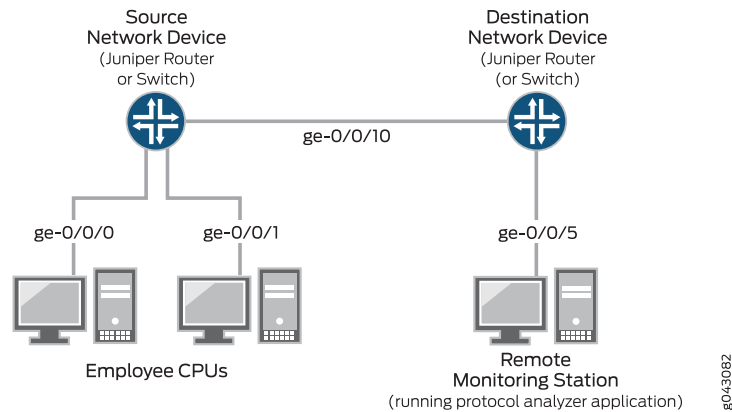 Source
Network Device
(Juniper Router
or Switch)
Destination
Network Device
(Juniper Router
(or Switch)
ge-0/0/10
ge-0/0/0
ge-0/0/1
ge-0/0/5
Employee CPUs
Remote
Monitoring Station
(running protocol analyzer application)
g043082